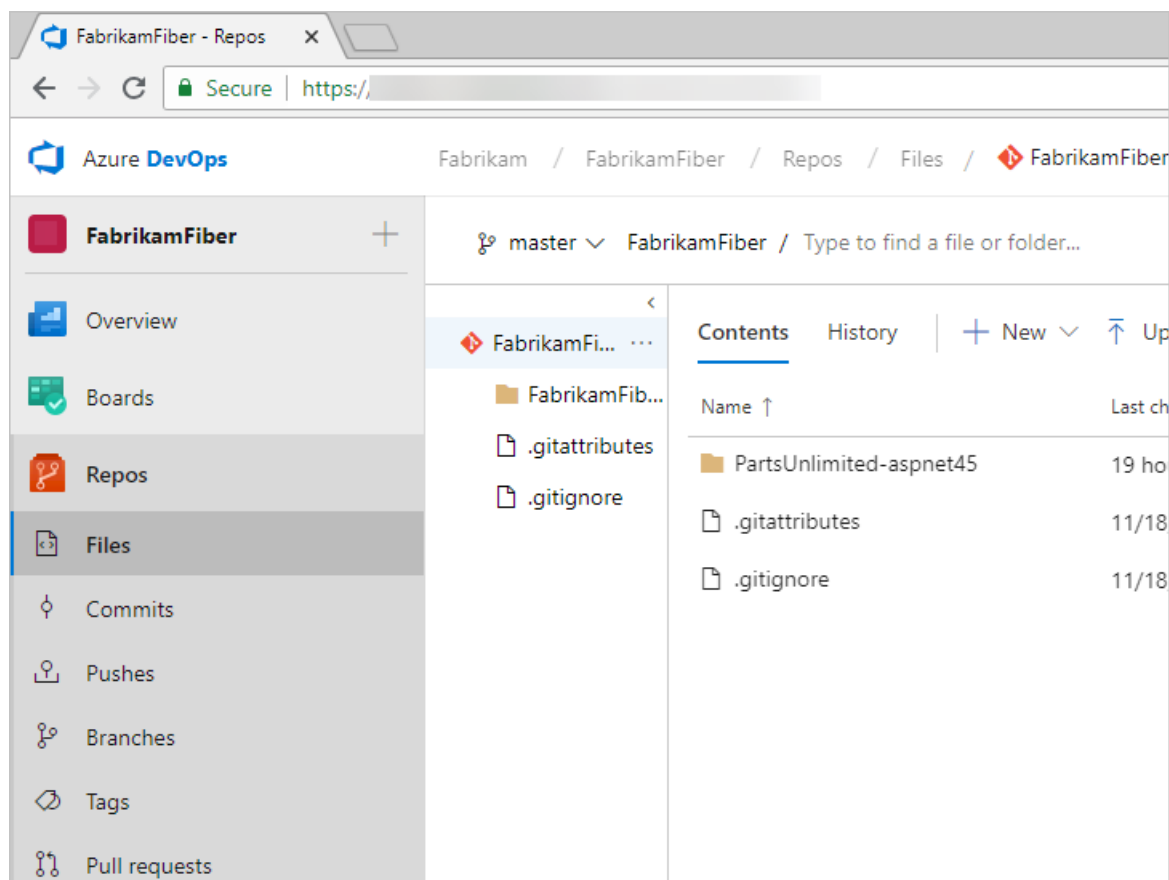 FabrikamFiber - Repos
Secure https://
Azure DevOps Fabrikam / FabrikamFiber / Repos / Files / FabrikamFiber
FabrikamFiber
master FabrikamFiber / Type to find a file or folder...
Overview
Boards
Repos
Files
Commits
Pushes
Branches
Tags
Pull requests
FabrikamFi... ...
FabrikamFib...
.gitattributes
.gitignore
Contents History New Up
Name ↑ Last ch
PartsUnlimited-aspnet45 19 ho
.gitattributes 11/18
.gitignore 11/18